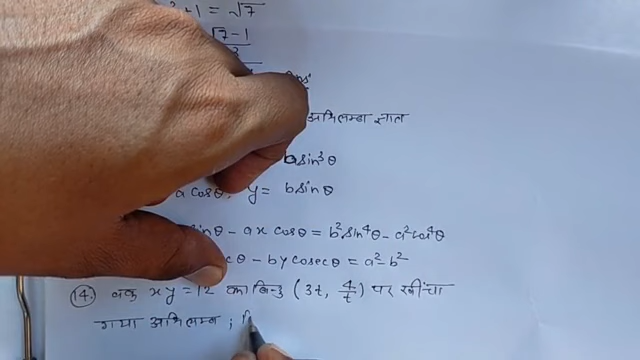 +1 = √7
√7-1
अभिलम्ब ज्ञात
sin³θ
a cosθ, y = b sinθ
inθ - ax cosθ = b² sin⁴θ - a² cos⁴θ
cθ - by cosecθ = a² - b²
(14.) वक्र xy = 12 का बिन्दु (3t, 4/t) पर खींचा
गया अभिलम्ब ;